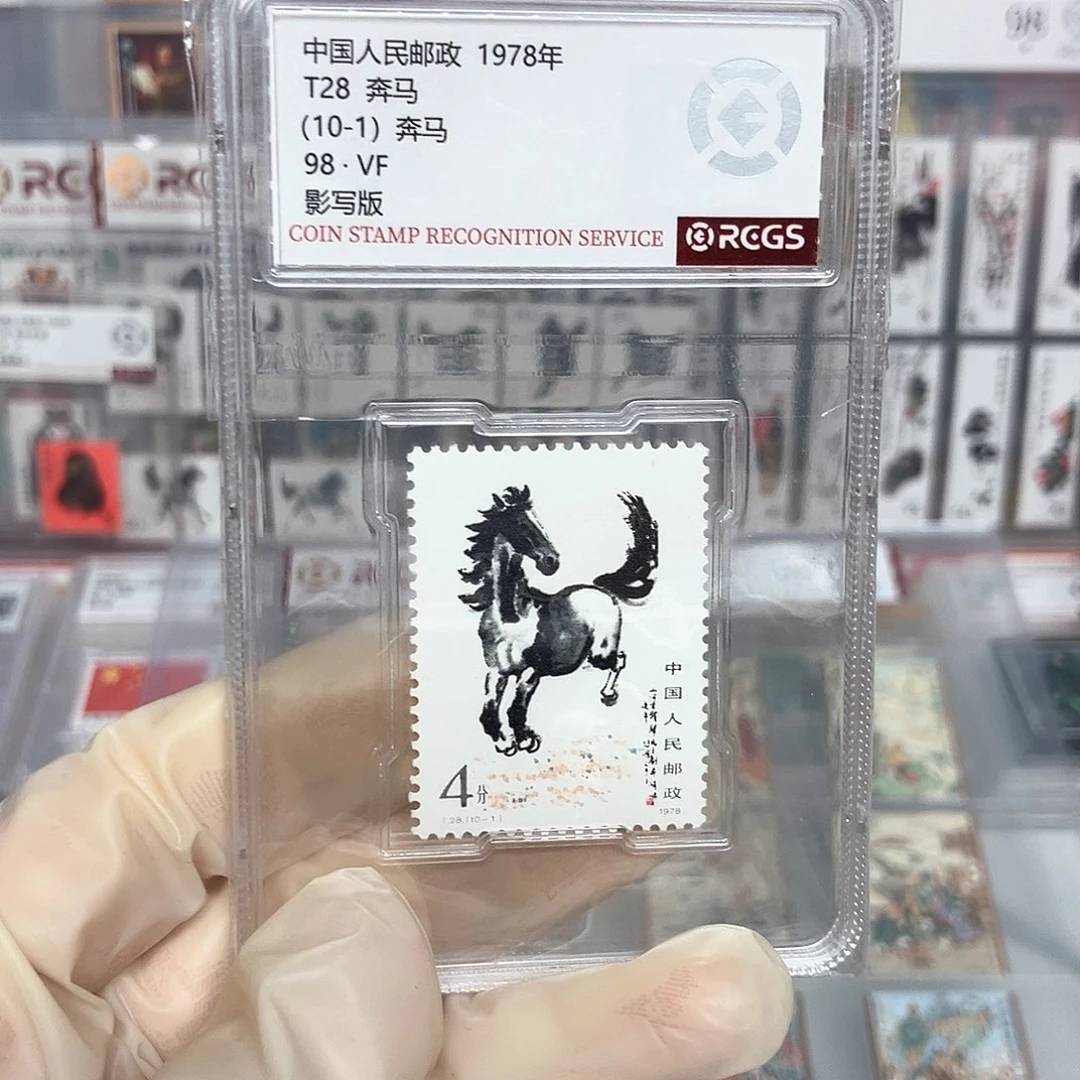 中国人民邮政 1978年
T28 奔马
(10-1) 奔马
98·VF
影写版
COIN STAMP RECOGNITION SERVICE RCGS
中国人民邮政
1978
4分
T.28.(10-1)
RC
RC